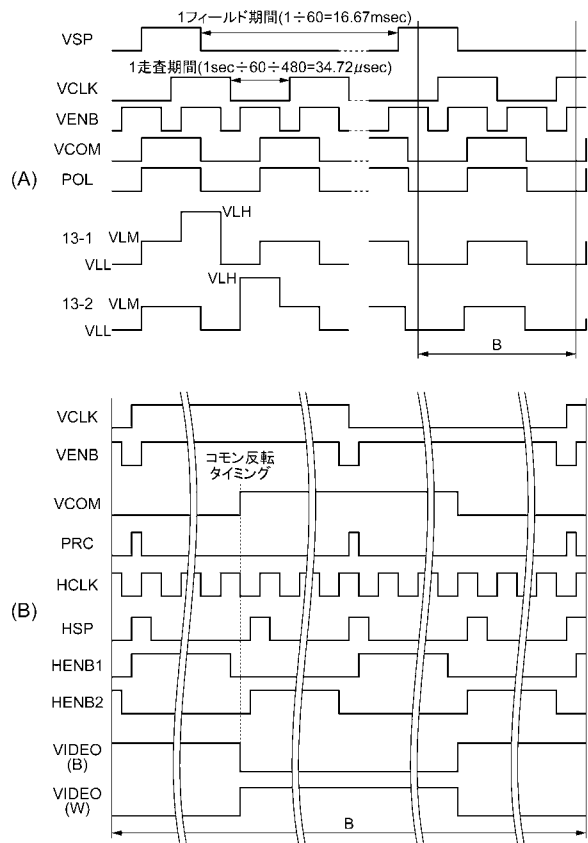 1フィールド期間(1÷60=16.67msec)
VSP
1走査期間(1sec÷60÷480=34.72μsec)
VCLK
VENB
VCOM
(A)
POL
VLH
13-1
VLM
VLL
VLH
13-2
VLM
VLL
B
VCLK
VENB
コモン反転
タイミング
VCOM
PRC
HCLK
(B)
HSP
HENB1
HENB2
VIDEO
(B)
VIDEO
(W)
B